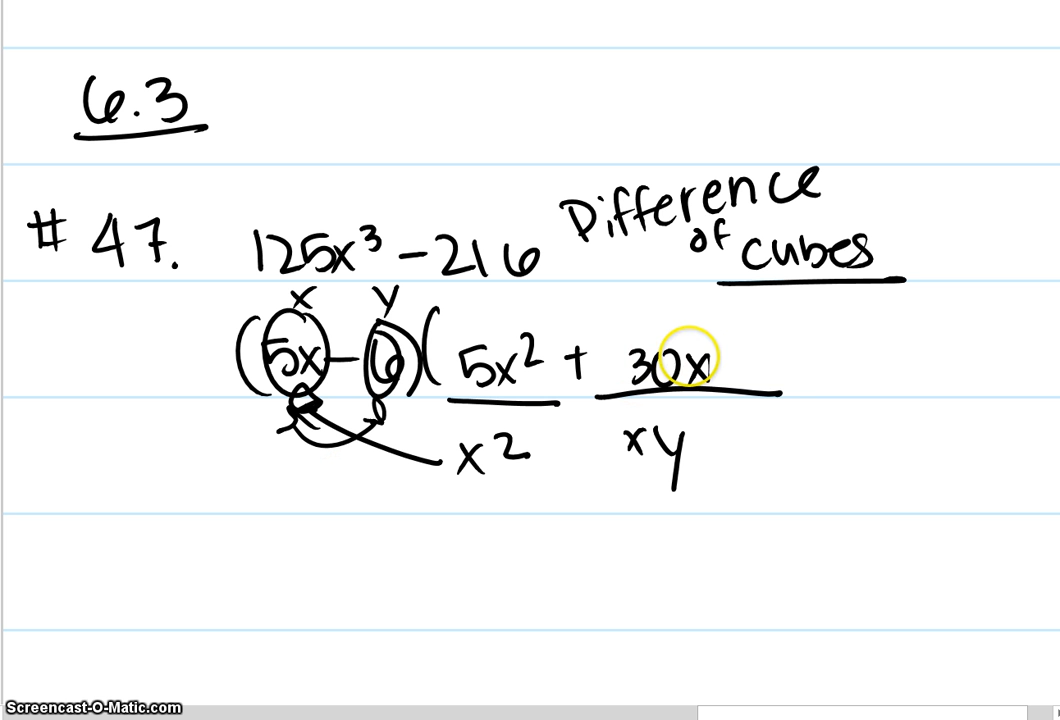 6.3
# 47. 125x³ - 216 Difference of cubes
x y
(5x - 6)( 5x² + 30x
x² xy
Screencast-O-Matic.com